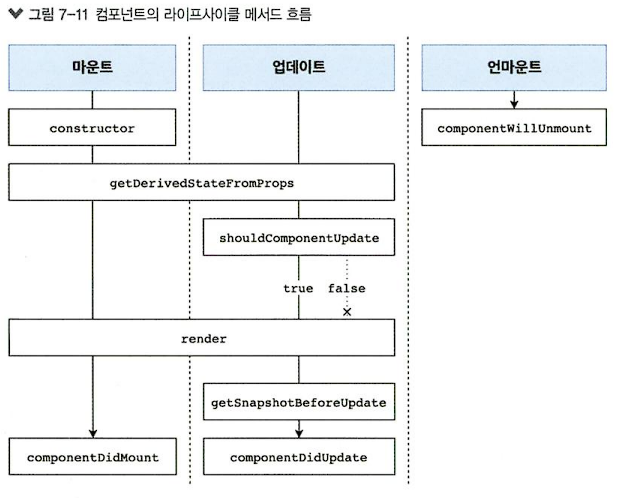 그림 7-11 컴포넌트의 라이프사이클 메서드 흐름
마운트
업데이트
언마운트
constructor
componentWillUnmount
getDerivedStateFromProps
shouldComponentUpdate
true false
render
getSnapshotBeforeUpdate
componentDidMount
componentDidUpdate